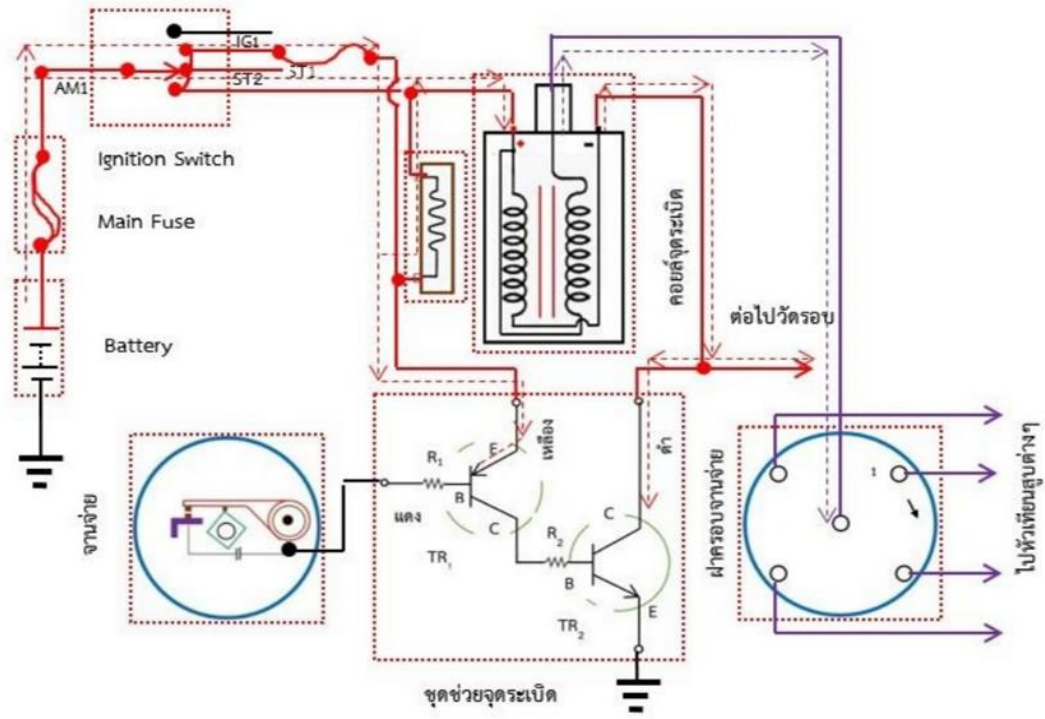 IG1
ST1
AM1
ST2
Ignition Switch
Main Fuse
Battery
+
-
คอยล์จุดระเบิด
ต่อไปวัดรอบ
จานจ่าย
R1
E
เหลือง
B
แดง
C
TR1
R2
C
ดำ
B
E
TR2
ฝาครอบจานจ่าย
1
ไปหัวเทียนสูบต่างๆ
ชุดช่วยจุดระเบิด